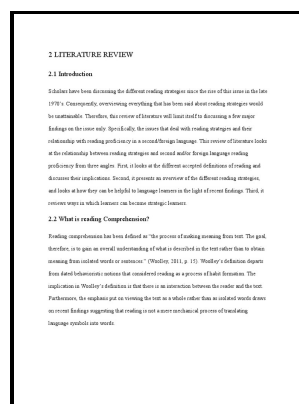 2 LITERATURE REVIEW
2.1 Introduction
Scholars have been discussing the different reading strategies since the rise of this issue in the late
1970's. Consequently, overviewing everything that has been said about reading strategies would
be unattainable. Therefore, this review of literature will limit itself to discussing a few major
findings on the issue only. Specifically, the issues that deal with reading strategies and their
relationship with reading proficiency in a second/foreign language. This review of literature looks
at the relationship between reading strategies and second and/or foreign language reading
proficiency from three angles. First, it looks at the different accepted definitions of reading and
discusses their implications. Second, it presents an overview of the different reading strategies,
and looks at how they can be helpful to language learners in the light of recent findings. Third, it
reviews ways in which learners can become strategic learners.
2.2 What is reading Comprehension?
Reading comprehension has been defined as “the process of making meaning from text. The goal,
therefore, is to gain an overall understanding of what is described in the text rather than to obtain
meaning from isolated words or sentences.” (Woolley, 2011, p. 15). Woolley's definition departs
from dated behaviouristic notions that considered reading as a process of habit formation. The
implication in Woolley's definition is that there is an interaction between the reader and the text.
Furthermore, the emphasis put on viewing the text as a whole rather than as isolated words draws
on recent findings suggesting that reading is not a mere mechanical process of translating
language symbols into words.